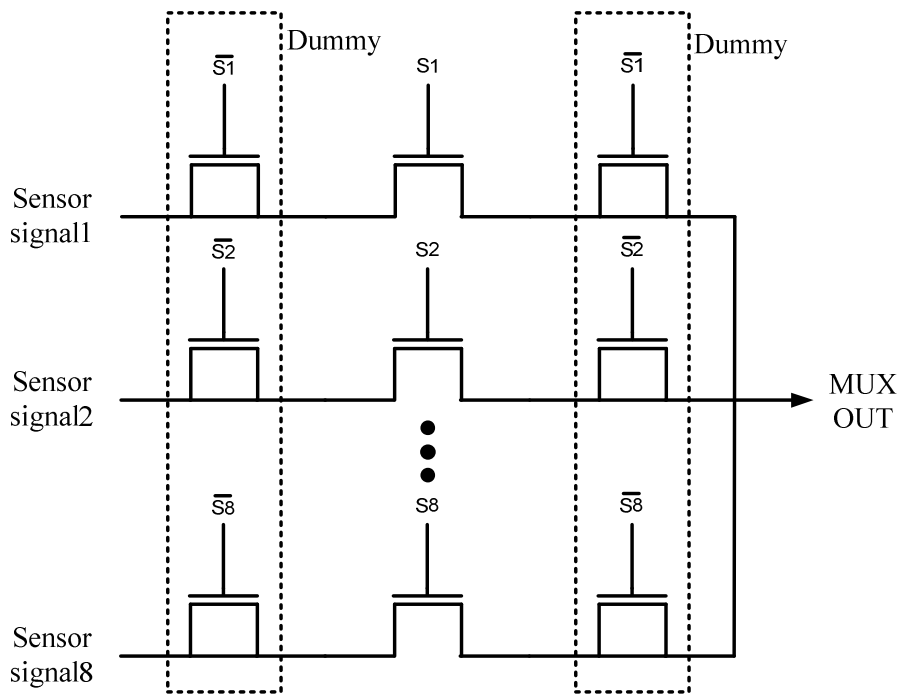 Dummy
Dummy
S̅1̅
S1
S̅1̅
Sensor
signal1
S̅2̅
S2
S̅2̅
Sensor
signal2
MUX
OUT
S̅8̅
S8
S̅8̅
Sensor
signal8